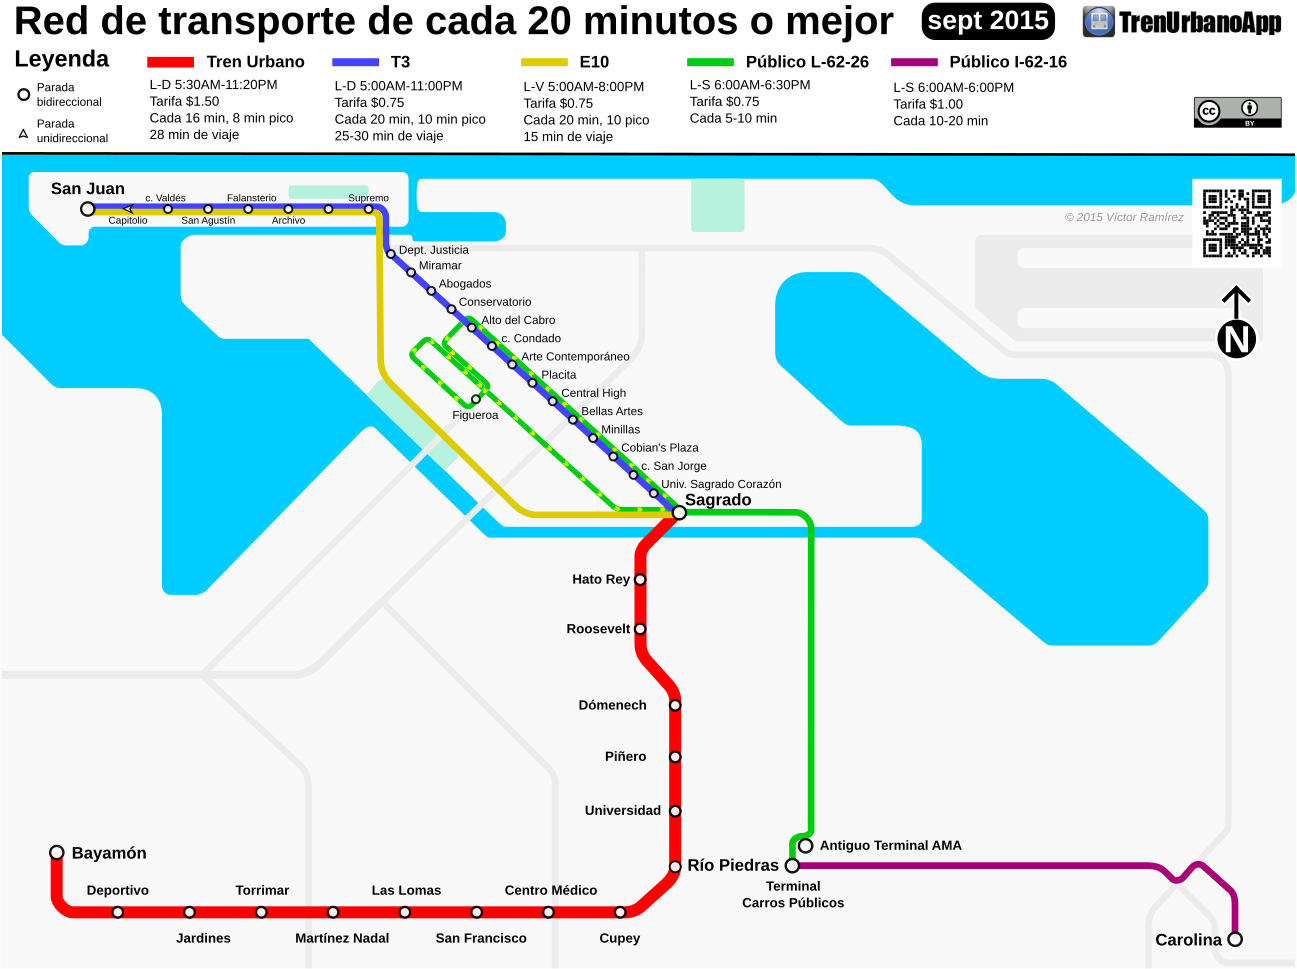 Red de transporte de cada 20 minutos o mejor
sept 2015
TrenUrbanoApp
Leyenda
Parada
bidireccional
Parada
unidireccional
Tren Urbano
L-D 5:30AM-11:20PM
Tarifa $1.50
Cada 16 min, 8 min pico
28 min de viaje
T3
L-D 5:00AM-11:00PM
Tarifa $0.75
Cada 20 min, 10 min pico
25-30 min de viaje
E10
L-V 5:00AM-8:00PM
Tarifa $0.75
Cada 20 min, 10 pico
15 min de viaje
Público L-62-26
L-S 6:00AM-6:30PM
Tarifa $0.75
Cada 5-10 min
Público I-62-16
L-S 6:00AM-6:00PM
Tarifa $1.00
Cada 10-20 min
cc
BY
San Juan
c. Valdés
Falansterio
Supremo
Capitolio
San Agustín
Archivo
© 2015 Víctor Ramírez
N
Dept. Justicia
Miramar
Abogados
Conservatorio
Alto del Cabro
c. Condado
Arte Contemporáneo
Placita
Central High
Bellas Artes
Minillas
Cobian's Plaza
c. San Jorge
Univ. Sagrado Corazón
Figueroa
Sagrado
Hato Rey
Roosevelt
Dómenech
Piñero
Universidad
Río Piedras
Antiguo Terminal AMA
Terminal
Carros Públicos
Bayamón
Deportivo
Torrimar
Las Lomas
Centro Médico
Jardines
Martínez Nadal
San Francisco
Cupey
Carolina